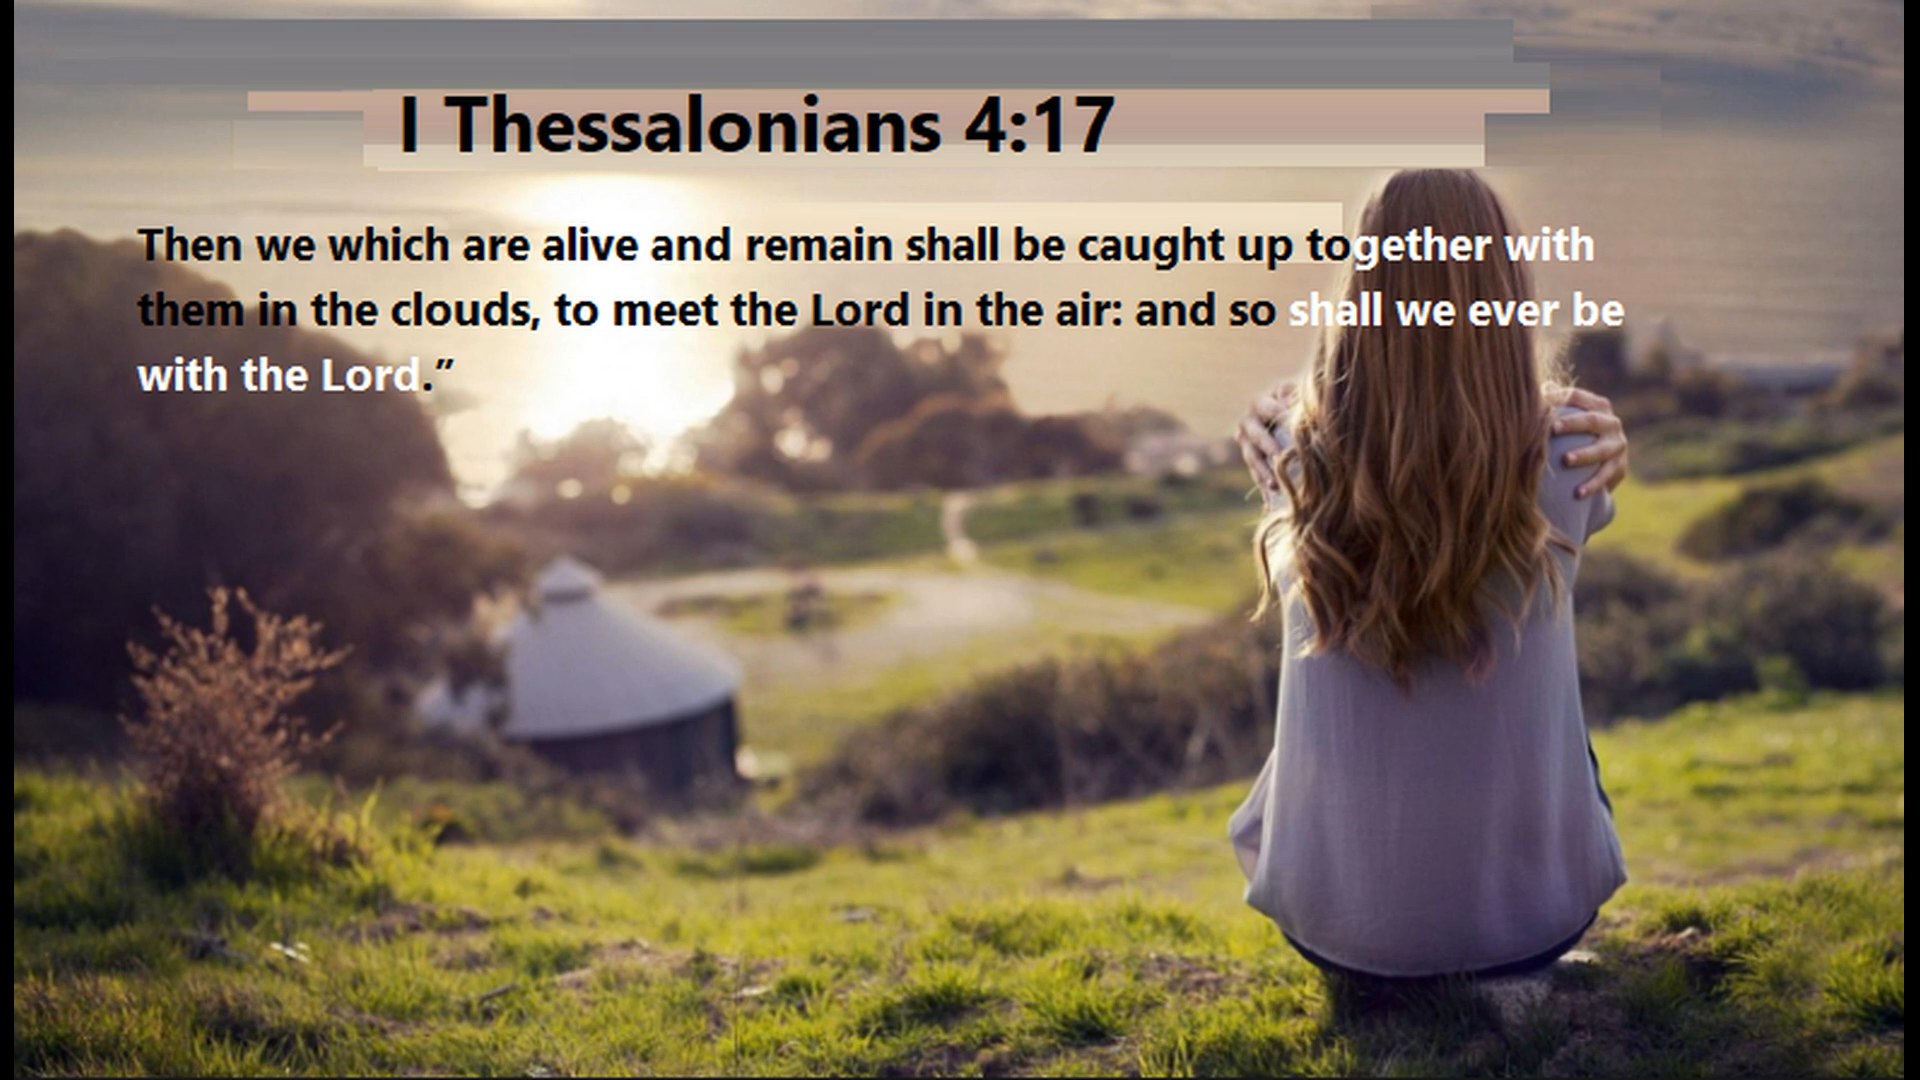 I Thessalonians 4:17
Then we which are alive and remain shall be caught up together with
them in the clouds, to meet the Lord in the air: and so shall we ever be
with the Lord.”